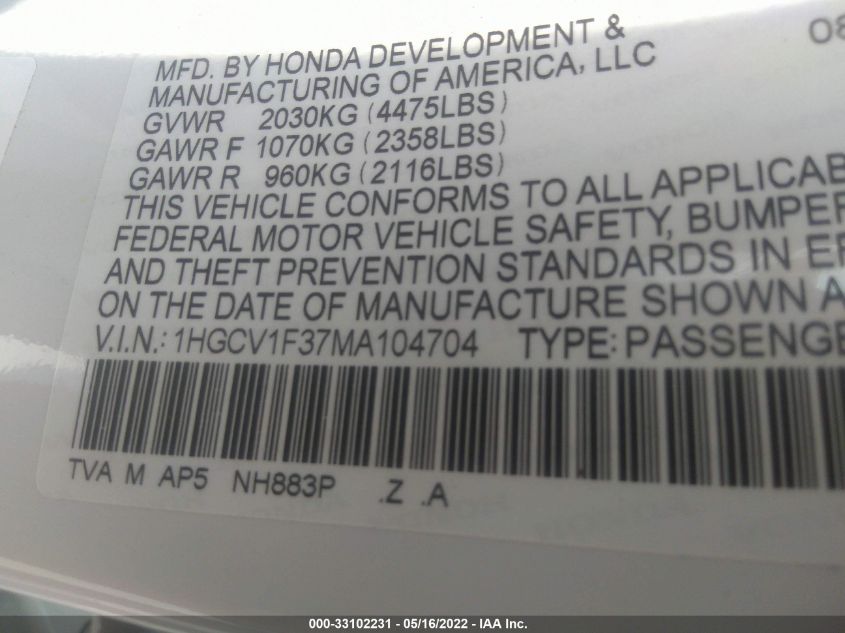 08
MFD. BY HONDA DEVELOPMENT &
MANUFACTURING OF AMERICA, LLC
GVWR 2030KG (4475LBS)
GAWR F 1070KG (2358LBS)
GAWR R 960KG (2116LBS)
THIS VEHICLE CONFORMS TO ALL APPLICAB
FEDERAL MOTOR VEHICLE SAFETY, BUMPER
AND THEFT PREVENTION STANDARDS IN EF
ON THE DATE OF MANUFACTURE SHOWN A
V.I.N.: 1HGCV1F37MA104704 TYPE: PASSENGE
TVA M AP5 NH883P .Z .A
000-33102231 - 05/16/2022 - IAA Inc.